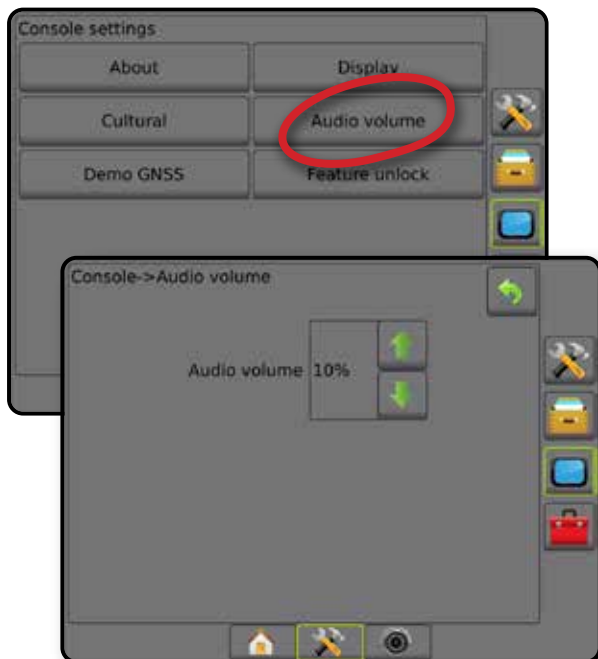 Console settings
About
Display
Cultural
Audio volume
Demo GNSS
Feature unlock
Console->Audio volume
Audio volume 10%